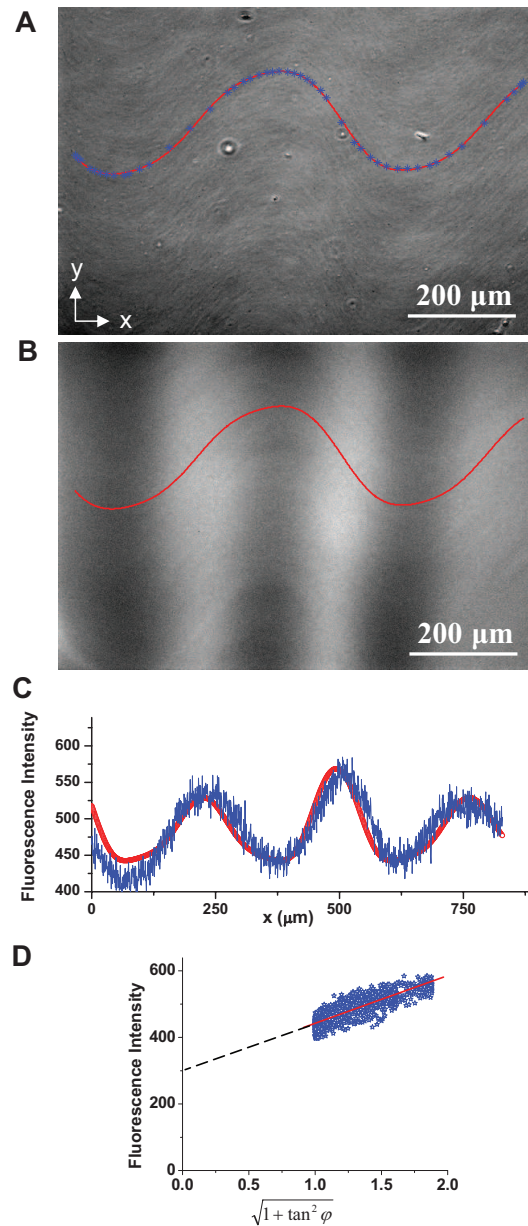 A
y
x
200 µm
B
200 µm
C
Fluorescence Intensity
600
550
500
450
400
0
250
500
750
x (µm)
D
Fluorescence Intensity
600
400
200
0
0.0
0.5
1.0
1.5
2.0
√1 + tan² φ